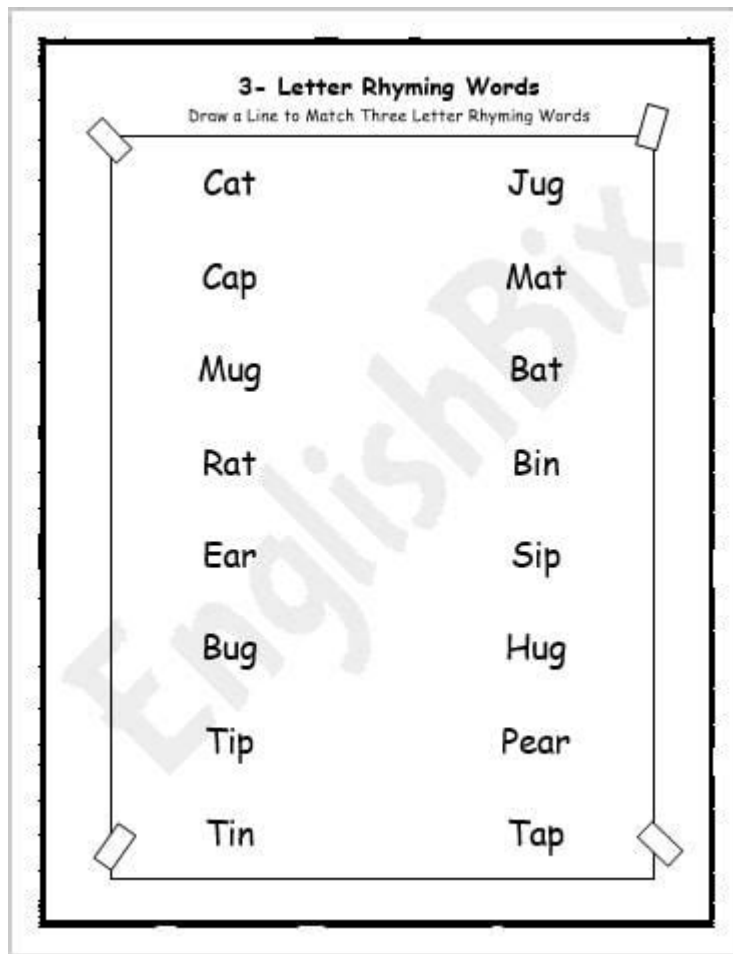 3- Letter Rhyming Words
Draw a Line to Match Three Letter Rhyming Words
Cat Jug
Cap Mat
Mug Bat
Rat Bin
Ear Sip
Bug Hug
Tip Pear
Tin Tap
EnglishBix